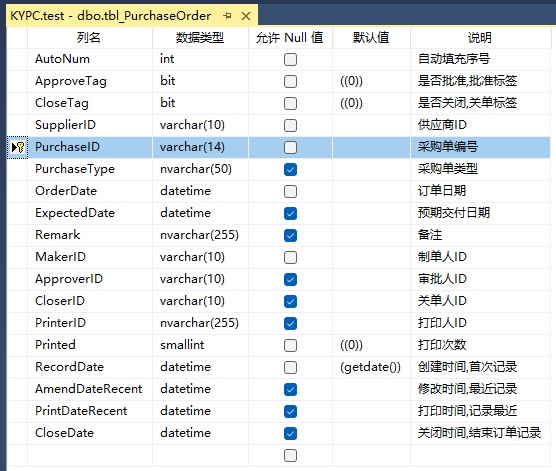 KYPC.test - dbo.tbl_PurchaseOrder
列名 数据类型 允许 Null 值 默认值 说明
AutoNum int 自动填充序号
ApproveTag bit ((0)) 是否批准,批准标签
CloseTag bit ((0)) 是否关闭,关单标签
SupplierID varchar(10) 供应商ID
PurchaseID varchar(14) 采购单编号
PurchaseType nvarchar(50) 采购单类型
OrderDate datetime 订单日期
ExpectedDate datetime 预期交付日期
Remark nvarchar(255) 备注
MakerID varchar(10) 制单人ID
ApproverID varchar(10) 审批人ID
CloserID varchar(10) 关单人ID
PrinterID nvarchar(255) 打印人ID
Printed smallint ((0)) 打印次数
RecordDate datetime (getdate()) 创建时间,首次记录
AmendDateRecent datetime 修改时间,最近记录
PrintDateRecent datetime 打印时间,记录最近
CloseDate datetime 关闭时间,结束订单记录